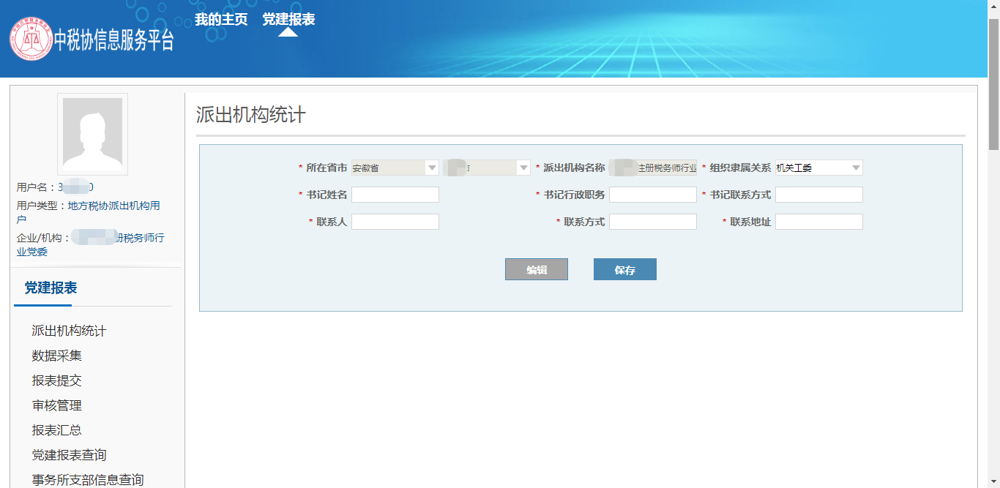 我的主页 党建报表
中税协信息服务平台
用户名：3 0
用户类型：地方税协派出机构用
户
企业/机构： 册税务师行
业党委
党建报表
派出机构统计
数据采集
报表提交
审核管理
报表汇总
党建报表查询
事务所支部信息查询
派出机构统计
* 所在省市 安徽省 * 派出机构名称 注册税务师行业 * 组织隶属关系 机关工委
* 书记姓名 * 书记行政职务 * 书记联系方式
* 联系人 * 联系方式 * 联系地址
编辑 保存